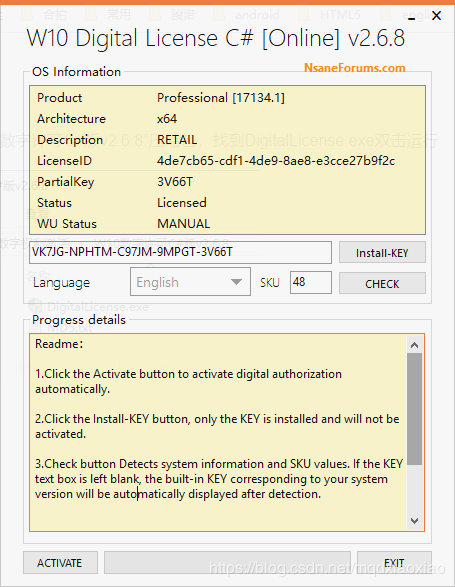 W10 Digital License C# [Online] v2.6.8
NsaneForums.com
OS Information
Product Professional [17134.1]
Architecture x64
Description RETAIL
LicenseID 4de7cb65-cdf1-4de9-8ae8-e3cce27b9f2c
PartialKey 3V66T
Status Licensed
WU Status MANUAL
VK7JG-NPHTM-C97JM-9MPGT-3V66T Install-KEY
Language English SKU 48 CHECK
Progress details
Readme:
1.Click the Activate button to activate digital authorization
automatically.
2.Click the Install-KEY button, only the KEY is installed and will not be
activated.
3.Check button Detects system information and SKU values. If the KEY
text box is left blank, the built-in KEY corresponding to your system
version will be automatically displayed after detection.
ACTIVATE EXIT